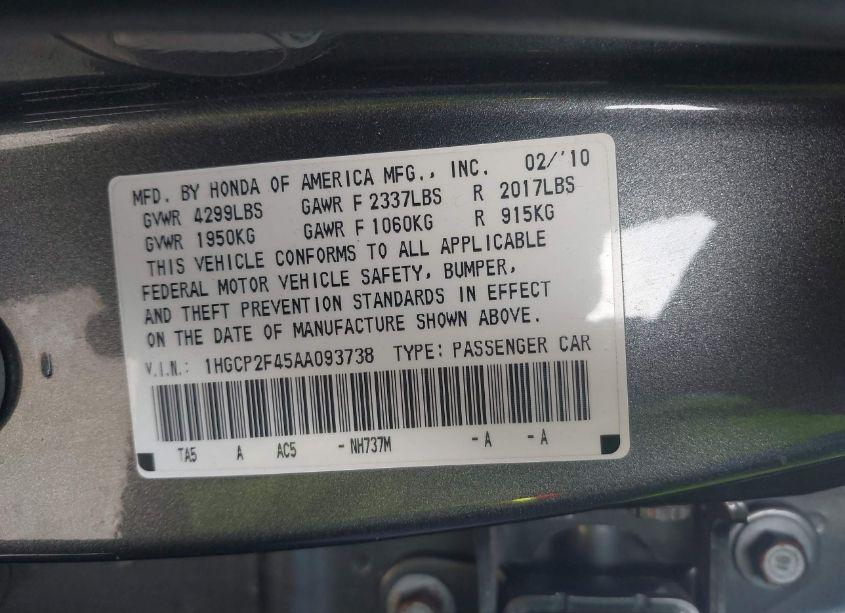 MFD. BY HONDA OF AMERICA MFG., INC. 02/'10
GVWR 4299LBS GAWR F 2337LBS R 2017LBS
GVWR 1950KG GAWR F 1060KG R 915KG
THIS VEHICLE CONFORMS TO ALL APPLICABLE
FEDERAL MOTOR VEHICLE SAFETY, BUMPER,
AND THEFT PREVENTION STANDARDS IN EFFECT
ON THE DATE OF MANUFACTURE SHOWN ABOVE.
V.I.N.: 1HGCP2F45AA093738 TYPE: PASSENGER CAR
TA5 A AC5 -NH737M -A -A